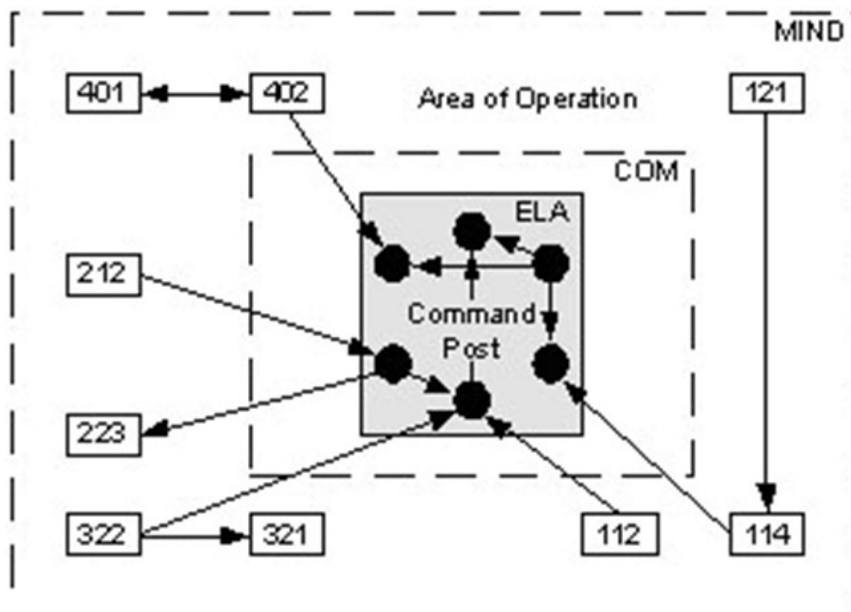 MIND
401
402
Area of Operation
121
COM
ELA
212
Command
Post
223
322
321
112
114